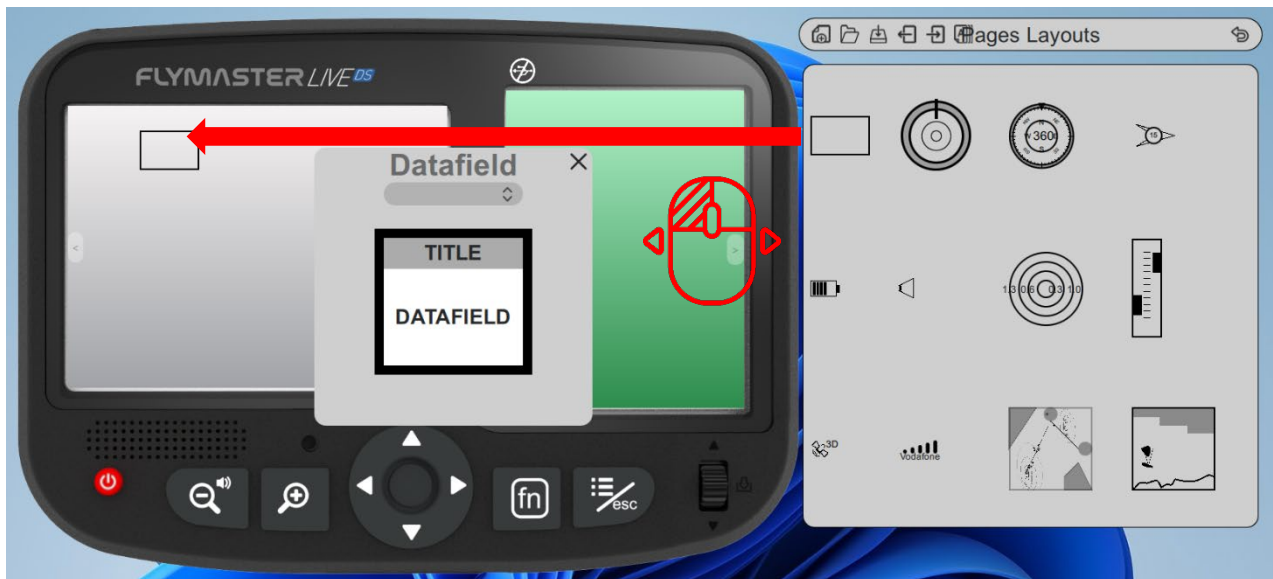 FLYMASTER LIVE DS
Pages Layouts
Datafield
TITLE
DATAFIELD
360
15
1.3 0.6 0.3 1.0
3D
Vodafone
fn
esc